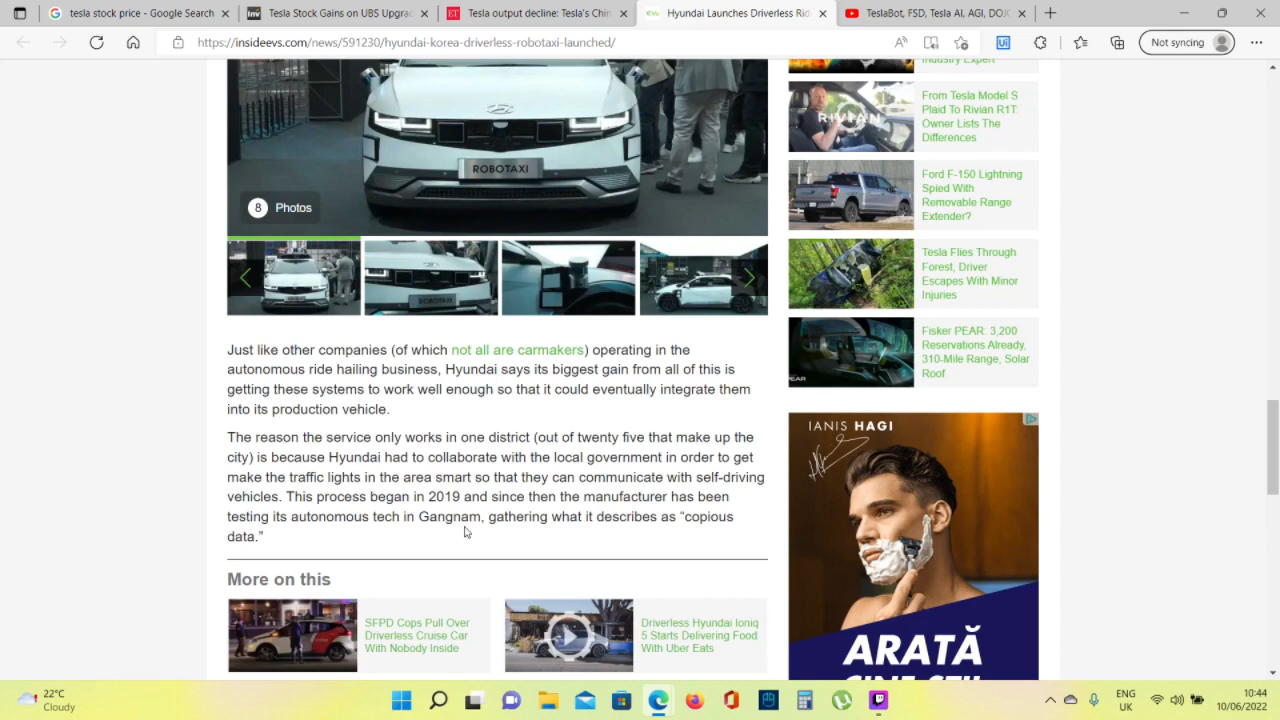 tesla stock price - Google Search
Tesla Stock Gains on UBS Upgrad
Tesla output decline: Tesla's Chin
Hyundai Launched Driverless Rid
TeslaBot, FSD, Tesla AI, AGI, DOJO
https://insideevs.com/news/591230/hyundai-korea-driverless-robotaxi-launched/
Not syncing
ROBOTAXI
8 Photos
ROBOTAXI
Just like other companies (of which not all are carmakers) operating in the
autonomous ride hailing business, Hyundai says its biggest gain from all of this is
getting these systems to work well enough so that it could eventually integrate them
into its production vehicle.
The reason the service only works in one district (out of twenty five that make up the
city) is because Hyundai had to collaborate with the local government in order to get
make the traffic lights in the area smart so that they can communicate with self-driving
vehicles. This process began in 2019 and since then the manufacturer has been
testing its autonomous tech in Gangnam, gathering what it describes as “copious
data.”
More on this
SFPD Cops Pull Over
Driverless Cruise Car
With Nobody Inside
Driverless Hyundai Ioniq
5 Starts Delivering Food
With Uber Eats
Industry Expert
RIVIAN
From Tesla Model S
Plaid To Rivian R1T:
Owner Lists The
Differences
Ford F-150 Lightning
Spied With
Removable Range
Extender?
Tesla Flies Through
Forest, Driver
Escapes With Minor
Injuries
PEAR
Fisker PEAR: 3,200
Reservations Already,
310-Mile Range, Solar
Roof
IANIS HAGI
ARATĂ
22°C
Cloudy
ENG
UK
10:44
10/06/2022